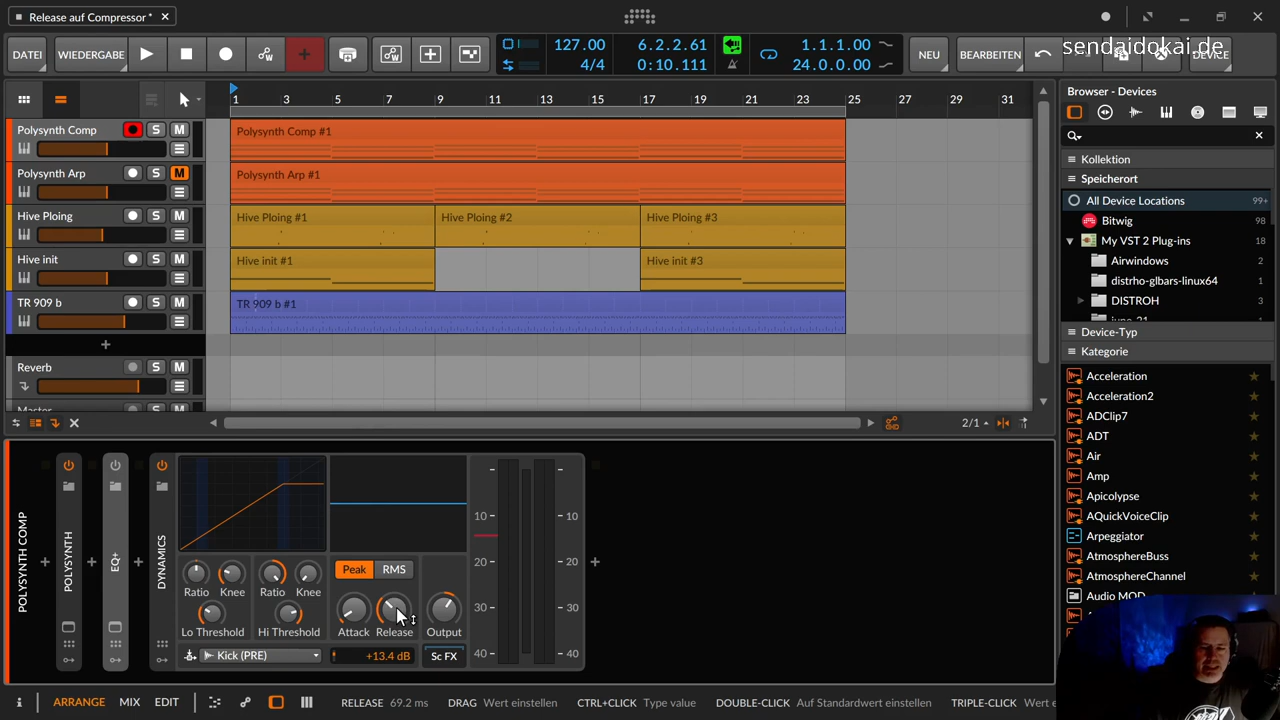 Release auf Compressor *
DATEI WIEDERGABE 127.00 4/4 6.2.2.61 0:10.111 1.1.1.00 24.0.0.00 NEU BEARBEITEN DEVICE
sendaidokai.de
1 3 5 7 9 11 13 15 17 19 21 23 25 27 29 31
Polysynth Comp S M
Polysynth Comp #1
Polysynth Arp S M
Polysynth Arp #1
Hive Ploing S M
Hive Ploing #1 Hive Ploing #2 Hive Ploing #3
Hive init S M
Hive init #1 Hive init #3
TR 909 b S M
TR 909 b #1
Reverb S M
Master
2/1
Browser - Devices
Kollektion
Speicherort
All Device Locations 99+
Bitwig 98
My VST 2 Plug-ins 18
Airwindows 2
distrho-glbars-linux64 1
DISTROH 1
Device-Typ
Kategorie
Acceleration
Acceleration2
ADClip7
ADT
Air
Amp
Apicolypse
AQuickVoiceClip
Arpeggiator
AtmosphereBuss
AtmosphereChannel
Audio MOD
POLYSYNTH COMP
POLYSYNTH
EQ+
DYNAMICS
Ratio Knee Ratio Knee
Lo Threshold Hi Threshold
Peak RMS
Attack Release Output
Kick (PRE) +13.4 dB Sc FX
10 10
20 20
30 30
40 40
ARRANGE MIX EDIT RELEASE 69.2 ms DRAG Wert einstellen CTRL+CLICK Type value DOUBLE-CLICK Auf Standardwert einstellen TRIPLE-CLICK Wert